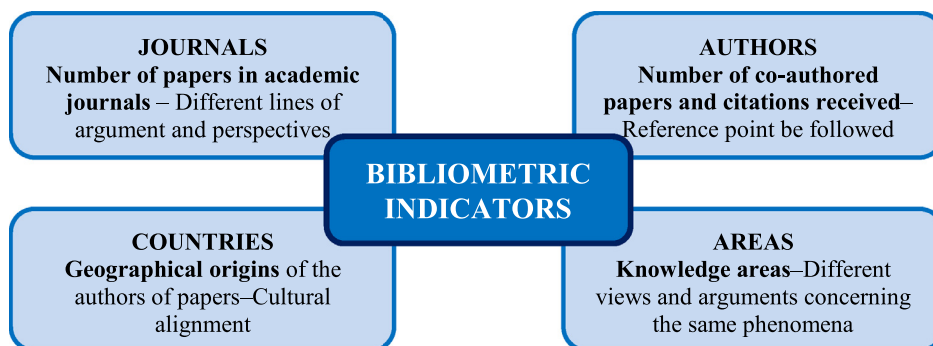 JOURNALS
Number of papers in academic
journals – Different lines of
argument and perspectives
AUTHORS
Number of co-authored
papers and citations received–
Reference point be followed
BIBLIOMETRIC
INDICATORS
COUNTRIES
Geographical origins of the
authors of papers–Cultural
alignment
AREAS
Knowledge areas–Different
views and arguments concerning
the same phenomena